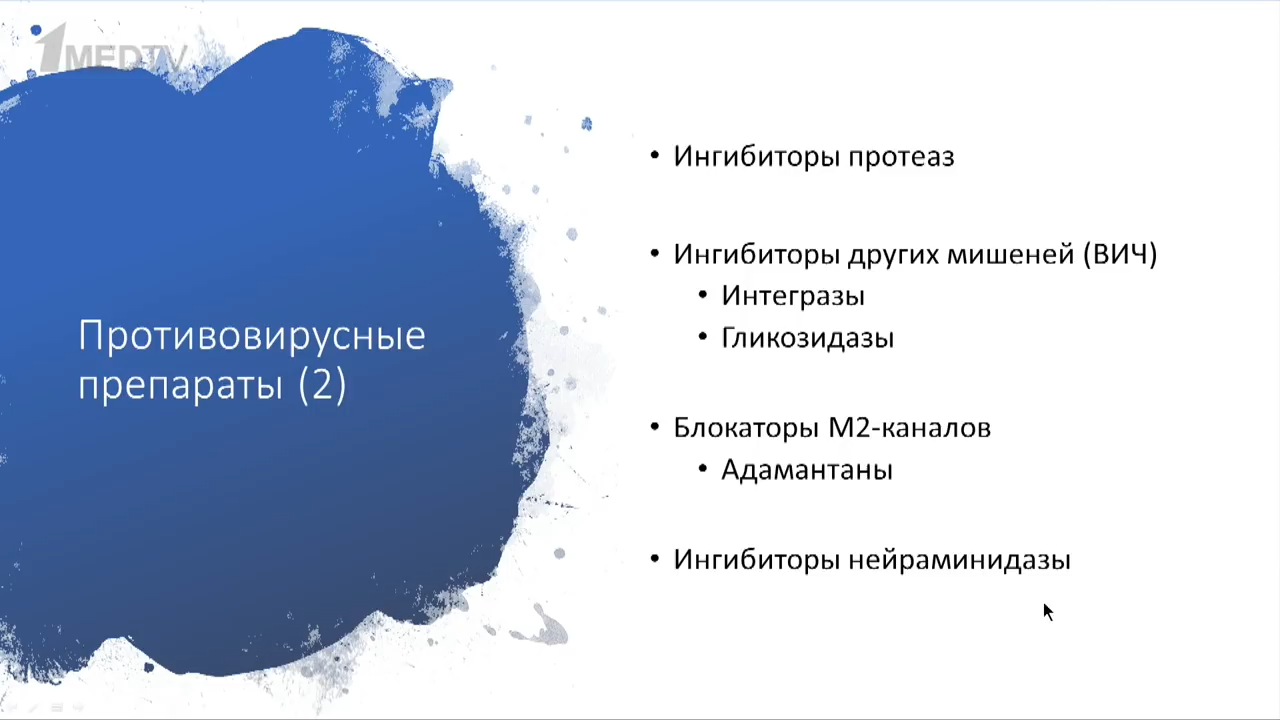 1MEDTV
Противовирусные
препараты (2)
• Ингибиторы протеаз
• Ингибиторы других мишеней (ВИЧ)
• Интегразы
• Гликозидазы
• Блокаторы М2-каналов
• Адамантаны
• Ингибиторы нейраминидазы